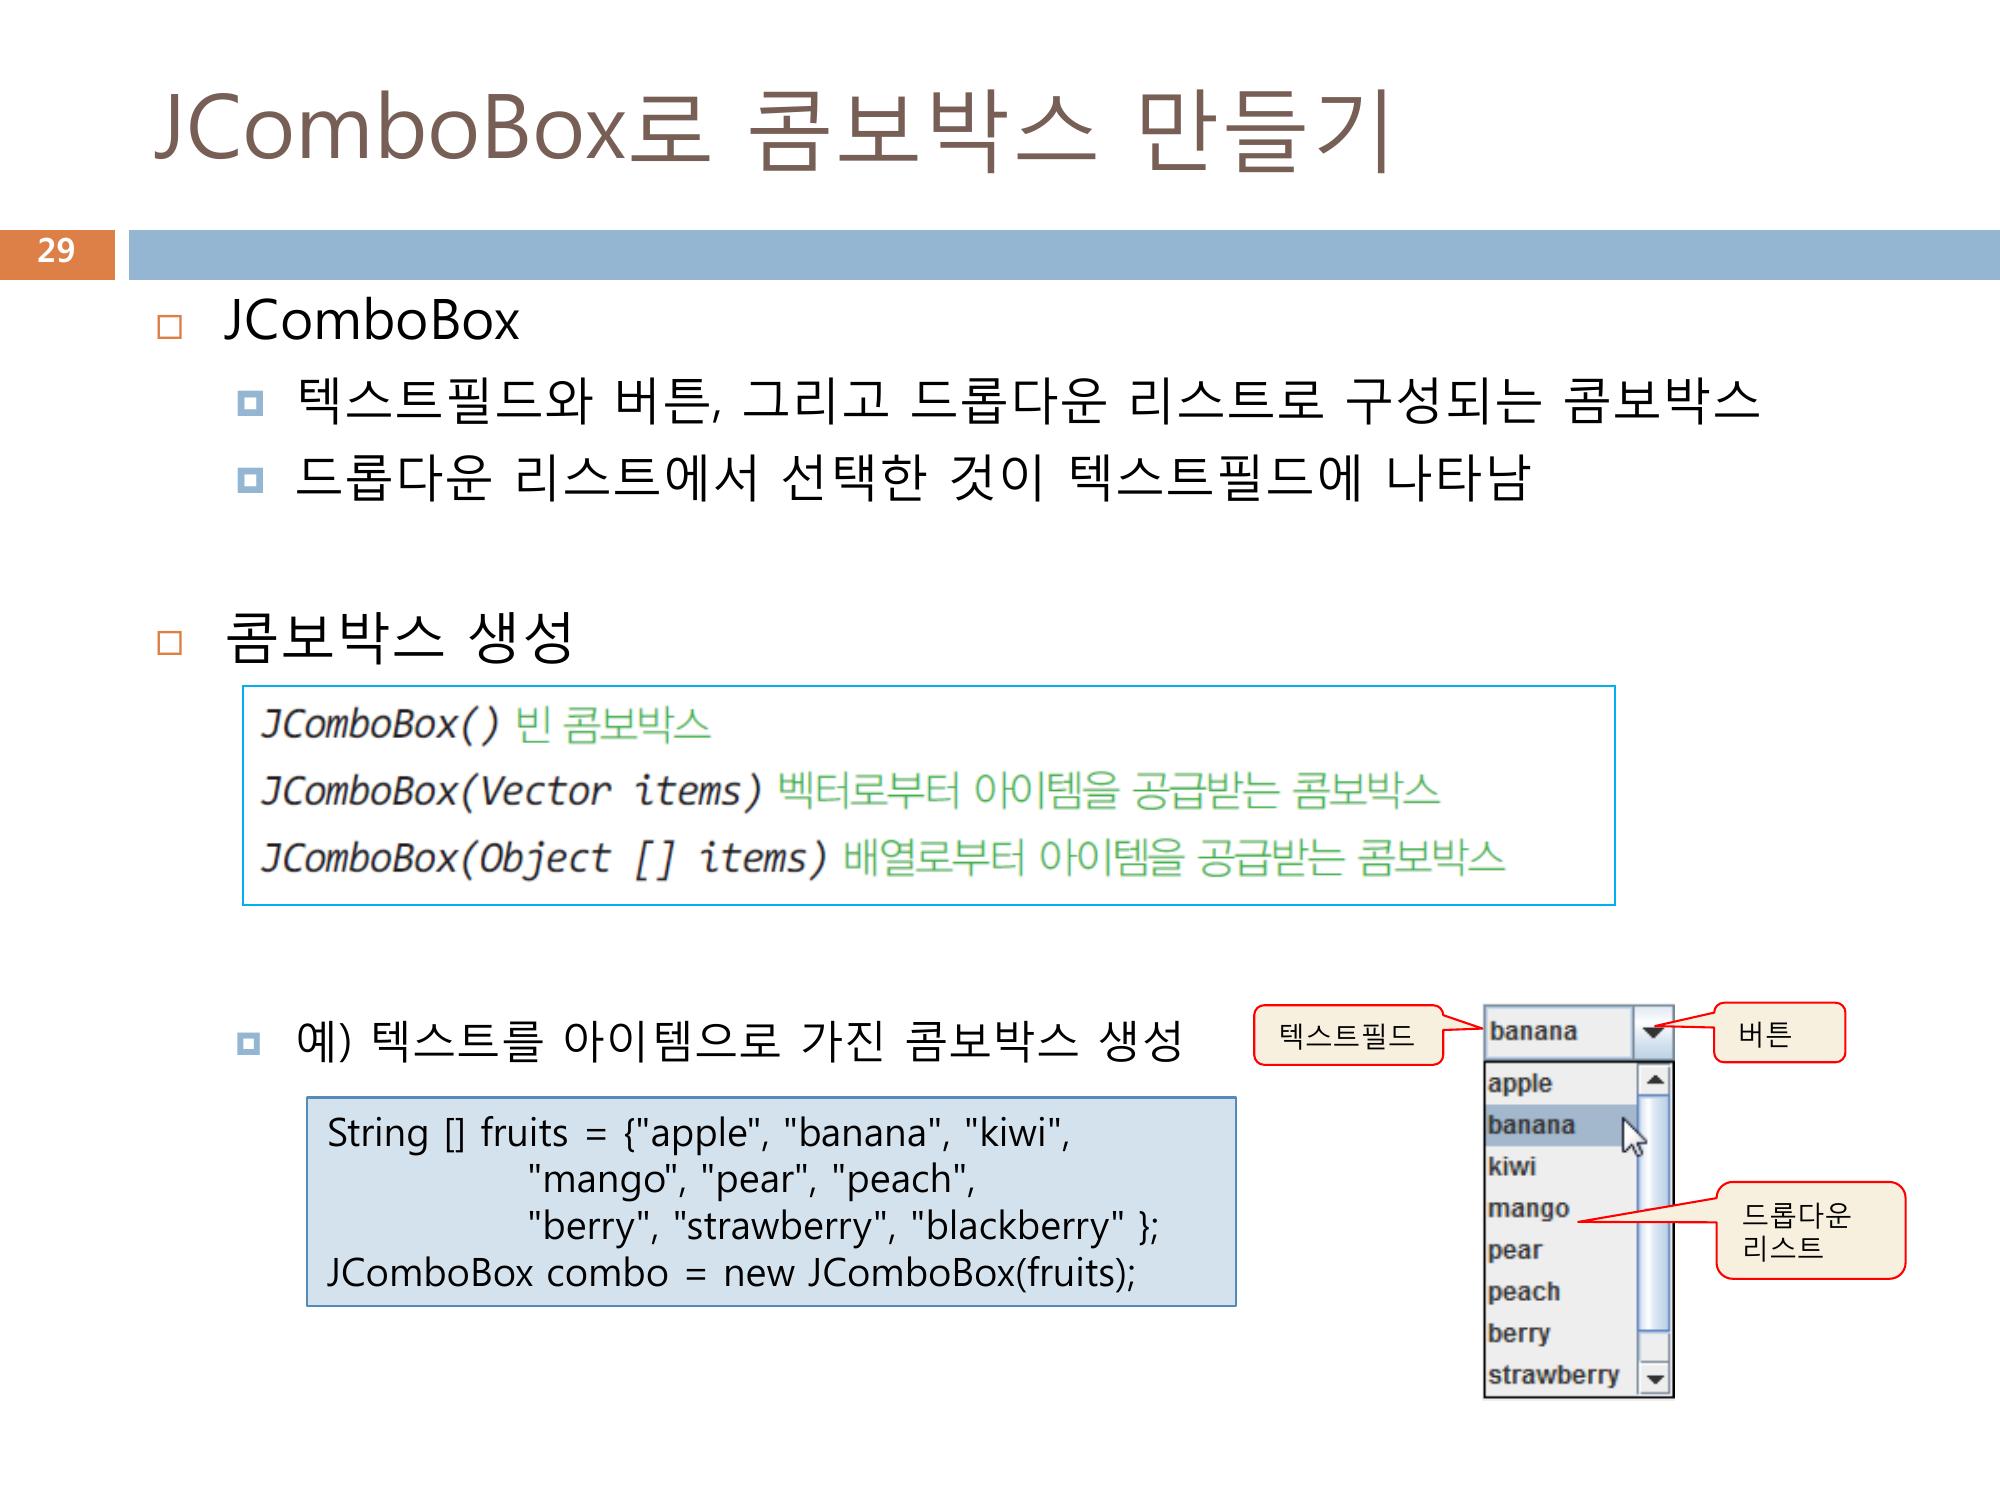 JComboBox로 콤보박스 만들기
29
JComboBox
텍스트필드와 버튼, 그리고 드롭다운 리스트로 구성되는 콤보박스
드롭다운 리스트에서 선택한 것이 텍스트필드에 나타남
콤보박스 생성
JComboBox() 빈 콤보박스
JComboBox(Vector items) 벡터로부터 아이템을 공급받는 콤보박스
JComboBox(Object [] items) 배열로부터 아이템을 공급받는 콤보박스
예) 텍스트를 아이템으로 가진 콤보박스 생성
String [] fruits = {"apple", "banana", "kiwi",
"mango", "pear", "peach",
"berry", "strawberry", "blackberry" };
JComboBox combo = new JComboBox(fruits);
텍스트필드
banana
버튼
apple
banana
kiwi
mango
pear
peach
berry
strawberry
드롭다운
리스트